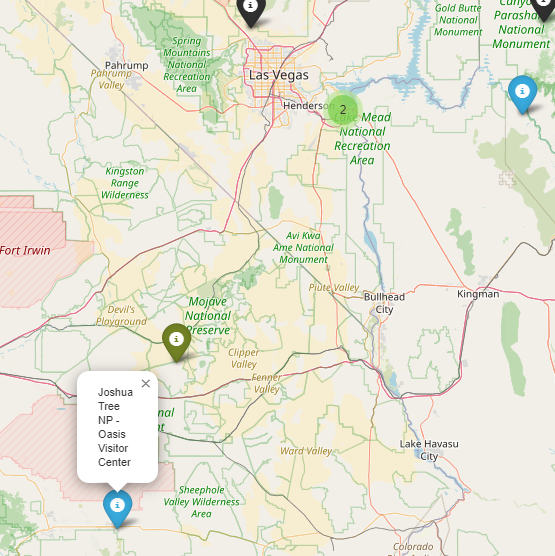 Gold Butte
National
Monument
Parasha
National
Monument
Spring
Mountains
National
Recreation
Area
Pahrump
Pahrump
Valley
Las Vegas
Henderson
2
Lake Mead
National
Recreation
Area
Kingston
Range
Wilderness
Avi Kwa
Ame National
Monument
Fort Irwin
Devil's
Playground
Mojave
National
Preserve
Piute Valley
Bullhead
City
Kingman
Clipper
Valley
Fenner
Valley
×
Joshua
Tree
NP -
Oasis
Visitor
Center
nal
nt
Ward Valley
Lake Havasu
City
Sheephole
Valley Wilderness
Area
Colorado